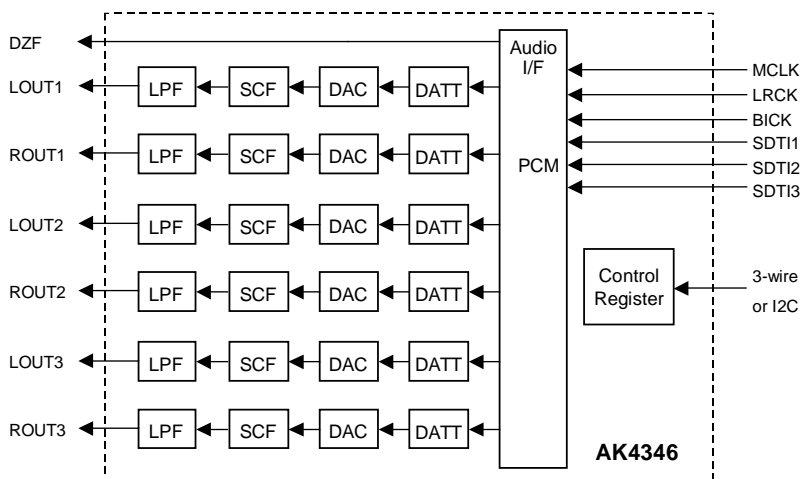 DZF
Audio
I/F
MCLK
LOUT1
LPF
SCF
DAC
DATT
LRCK
BICK
SDTI1
ROUT1
LPF
SCF
DAC
DATT
PCM
SDTI2
SDTI3
LOUT2
LPF
SCF
DAC
DATT
ROUT2
LPF
SCF
DAC
DATT
Control
Register
3-wire
or I2C
LOUT3
LPF
SCF
DAC
DATT
ROUT3
LPF
SCF
DAC
DATT
AK4346